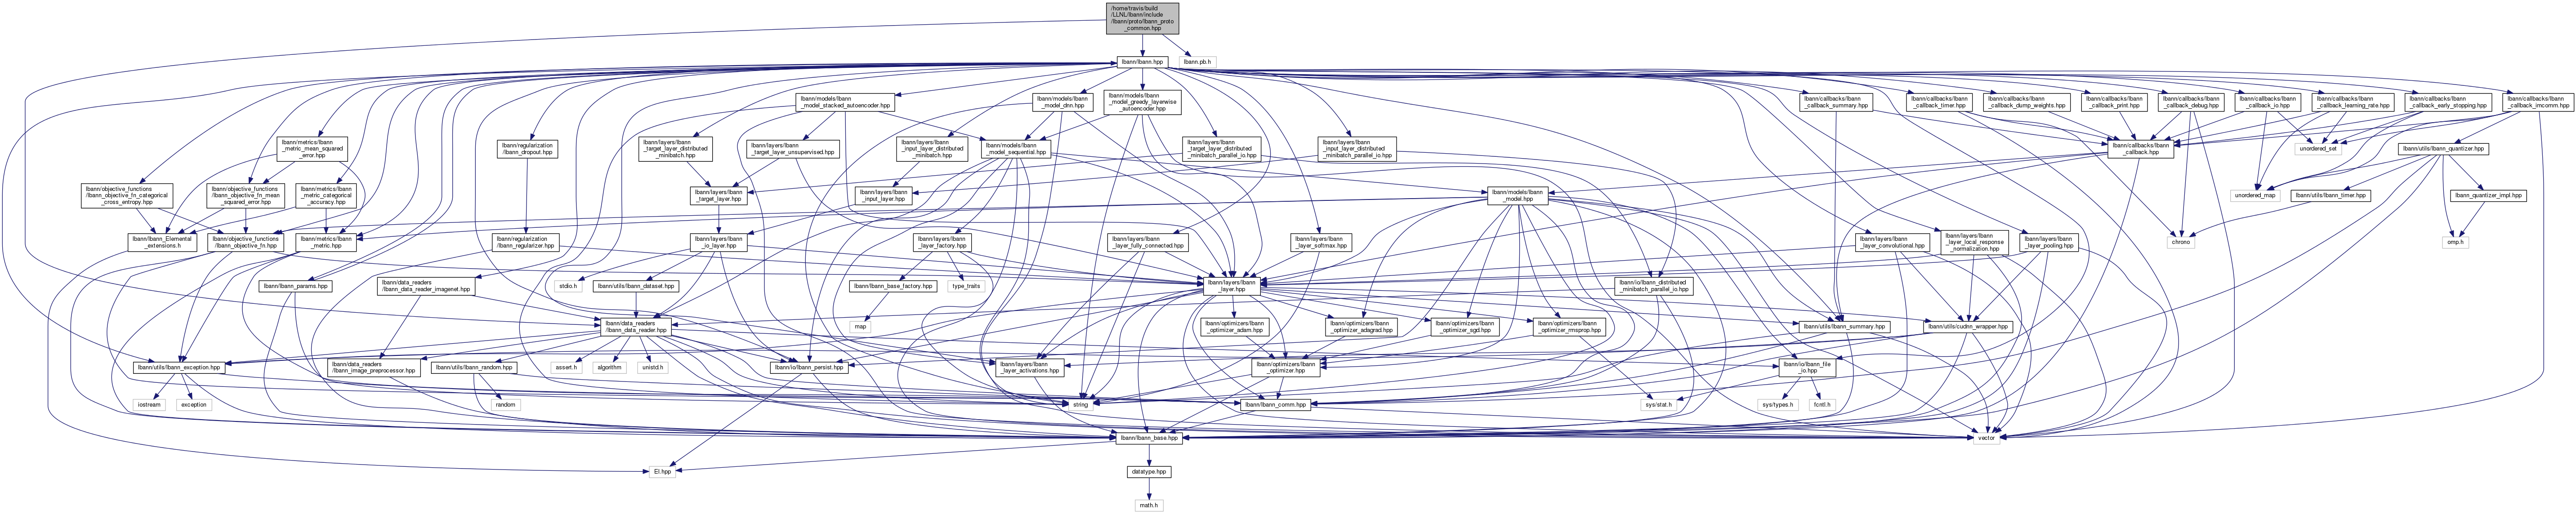 /home/travis/build
/LLNL/lbann/include
/lbann/proto/lbann_proto
_common.hpp
lbann/lbann.hpp
lbann.pb.h
lbann/models/lbann
_model_stacked_autoencoder.hpp
lbann/models/lbann
_model_dnn.hpp
lbann/models/lbann
_model_greedy_layerwise
_autoencoder.hpp
lbann/callbacks/lbann
_callback_summary.hpp
lbann/callbacks/lbann
_callback_timer.hpp
lbann/callbacks/lbann
_callback_dump_weights.hpp
lbann/callbacks/lbann
_callback_print.hpp
lbann/callbacks/lbann
_callback_debug.hpp
lbann/callbacks/lbann
_callback_io.hpp
lbann/callbacks/lbann
_callback_learning_rate.hpp
lbann/callbacks/lbann
_callback_early_stopping.hpp
lbann/callbacks/lbann
_callback_imcomm.hpp
lbann/metrics/lbann
_metric_mean_squared
_error.hpp
lbann/regularization
/lbann_dropout.hpp
lbann/layers/lbann
_target_layer_distributed
_minibatch.hpp
lbann/layers/lbann
_target_layer_unsupervised.hpp
lbann/layers/lbann
_input_layer_distributed
_minibatch.hpp
lbann/models/lbann
_model_sequential.hpp
lbann/layers/lbann
_target_layer_distributed
_minibatch_parallel_io.hpp
lbann/layers/lbann
_input_layer_distributed
_minibatch_parallel_io.hpp
lbann/callbacks/lbann
_callback.hpp
unordered_set
lbann/utils/lbann_quantizer.hpp
lbann/objective_functions
/lbann_objective_fn_categorical
_cross_entropy.hpp
lbann/objective_functions
/lbann_objective_fn_mean
_squared_error.hpp
lbann/metrics/lbann
_metric_categorical
_accuracy.hpp
lbann/layers/lbann
_target_layer.hpp
lbann/layers/lbann
_input_layer.hpp
lbann/models/lbann
_model.hpp
unordered_map
lbann/utils/lbann_timer.hpp
lbann_quantizer_impl.hpp
lbann/lbann_Elemental
_extensions.h
lbann/objective_functions
/lbann_objective_fn.hpp
lbann/metrics/lbann
_metric.hpp
lbann/regularization
/lbann_regularizer.hpp
lbann/layers/lbann
_io_layer.hpp
lbann/layers/lbann
_layer_factory.hpp
lbann/layers/lbann
_layer_fully_connected.hpp
lbann/layers/lbann
_layer_softmax.hpp
lbann/layers/lbann
_layer_convolutional.hpp
lbann/layers/lbann
_layer_local_response
_normalization.hpp
lbann/layers/lbann
_layer_pooling.hpp
chrono
omp.h
lbann/lbann_params.hpp
lbann/data_readers
/lbann_data_reader_imagenet.hpp
stdio.h
lbann/utils/lbann_dataset.hpp
lbann/lbann_base_factory.hpp
type_traits
lbann/layers/lbann
_layer.hpp
lbann/io/lbann_distributed
_minibatch_parallel_io.hpp
lbann/data_readers
/lbann_data_reader.hpp
map
lbann/optimizers/lbann
_optimizer_adam.hpp
lbann/optimizers/lbann
_optimizer_adagrad.hpp
lbann/optimizers/lbann
_optimizer_sgd.hpp
lbann/optimizers/lbann
_optimizer_rmsprop.hpp
lbann/utils/lbann_summary.hpp
lbann/utils/cudnn_wrapper.hpp
lbann/utils/lbann_exception.hpp
lbann/data_readers
/lbann_image_preprocessor.hpp
lbann/utils/lbann_random.hpp
assert.h
algorithm
unistd.h
lbann/io/lbann_persist.hpp
lbann/layers/lbann
_layer_activations.hpp
lbann/optimizers/lbann
_optimizer.hpp
lbann/io/lbann_file
_io.hpp
iostream
exception
random
string
lbann/lbann_comm.hpp
sys/stat.h
sys/types.h
fcntl.h
lbann/lbann_base.hpp
vector
El.hpp
datatype.hpp
math.h